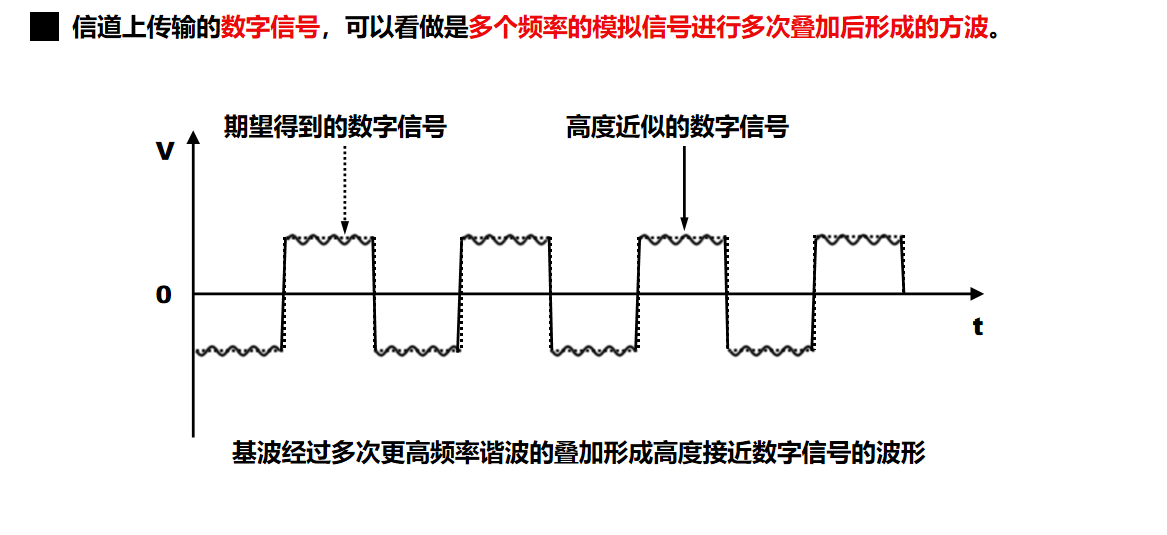 信道上传输的数字信号，可以看做是多个频率的模拟信号进行多次叠加后形成的方波。
期望得到的数字信号
高度近似的数字信号
V
0
t
基波经过多次更高频率谐波的叠加形成高度接近数字信号的波形